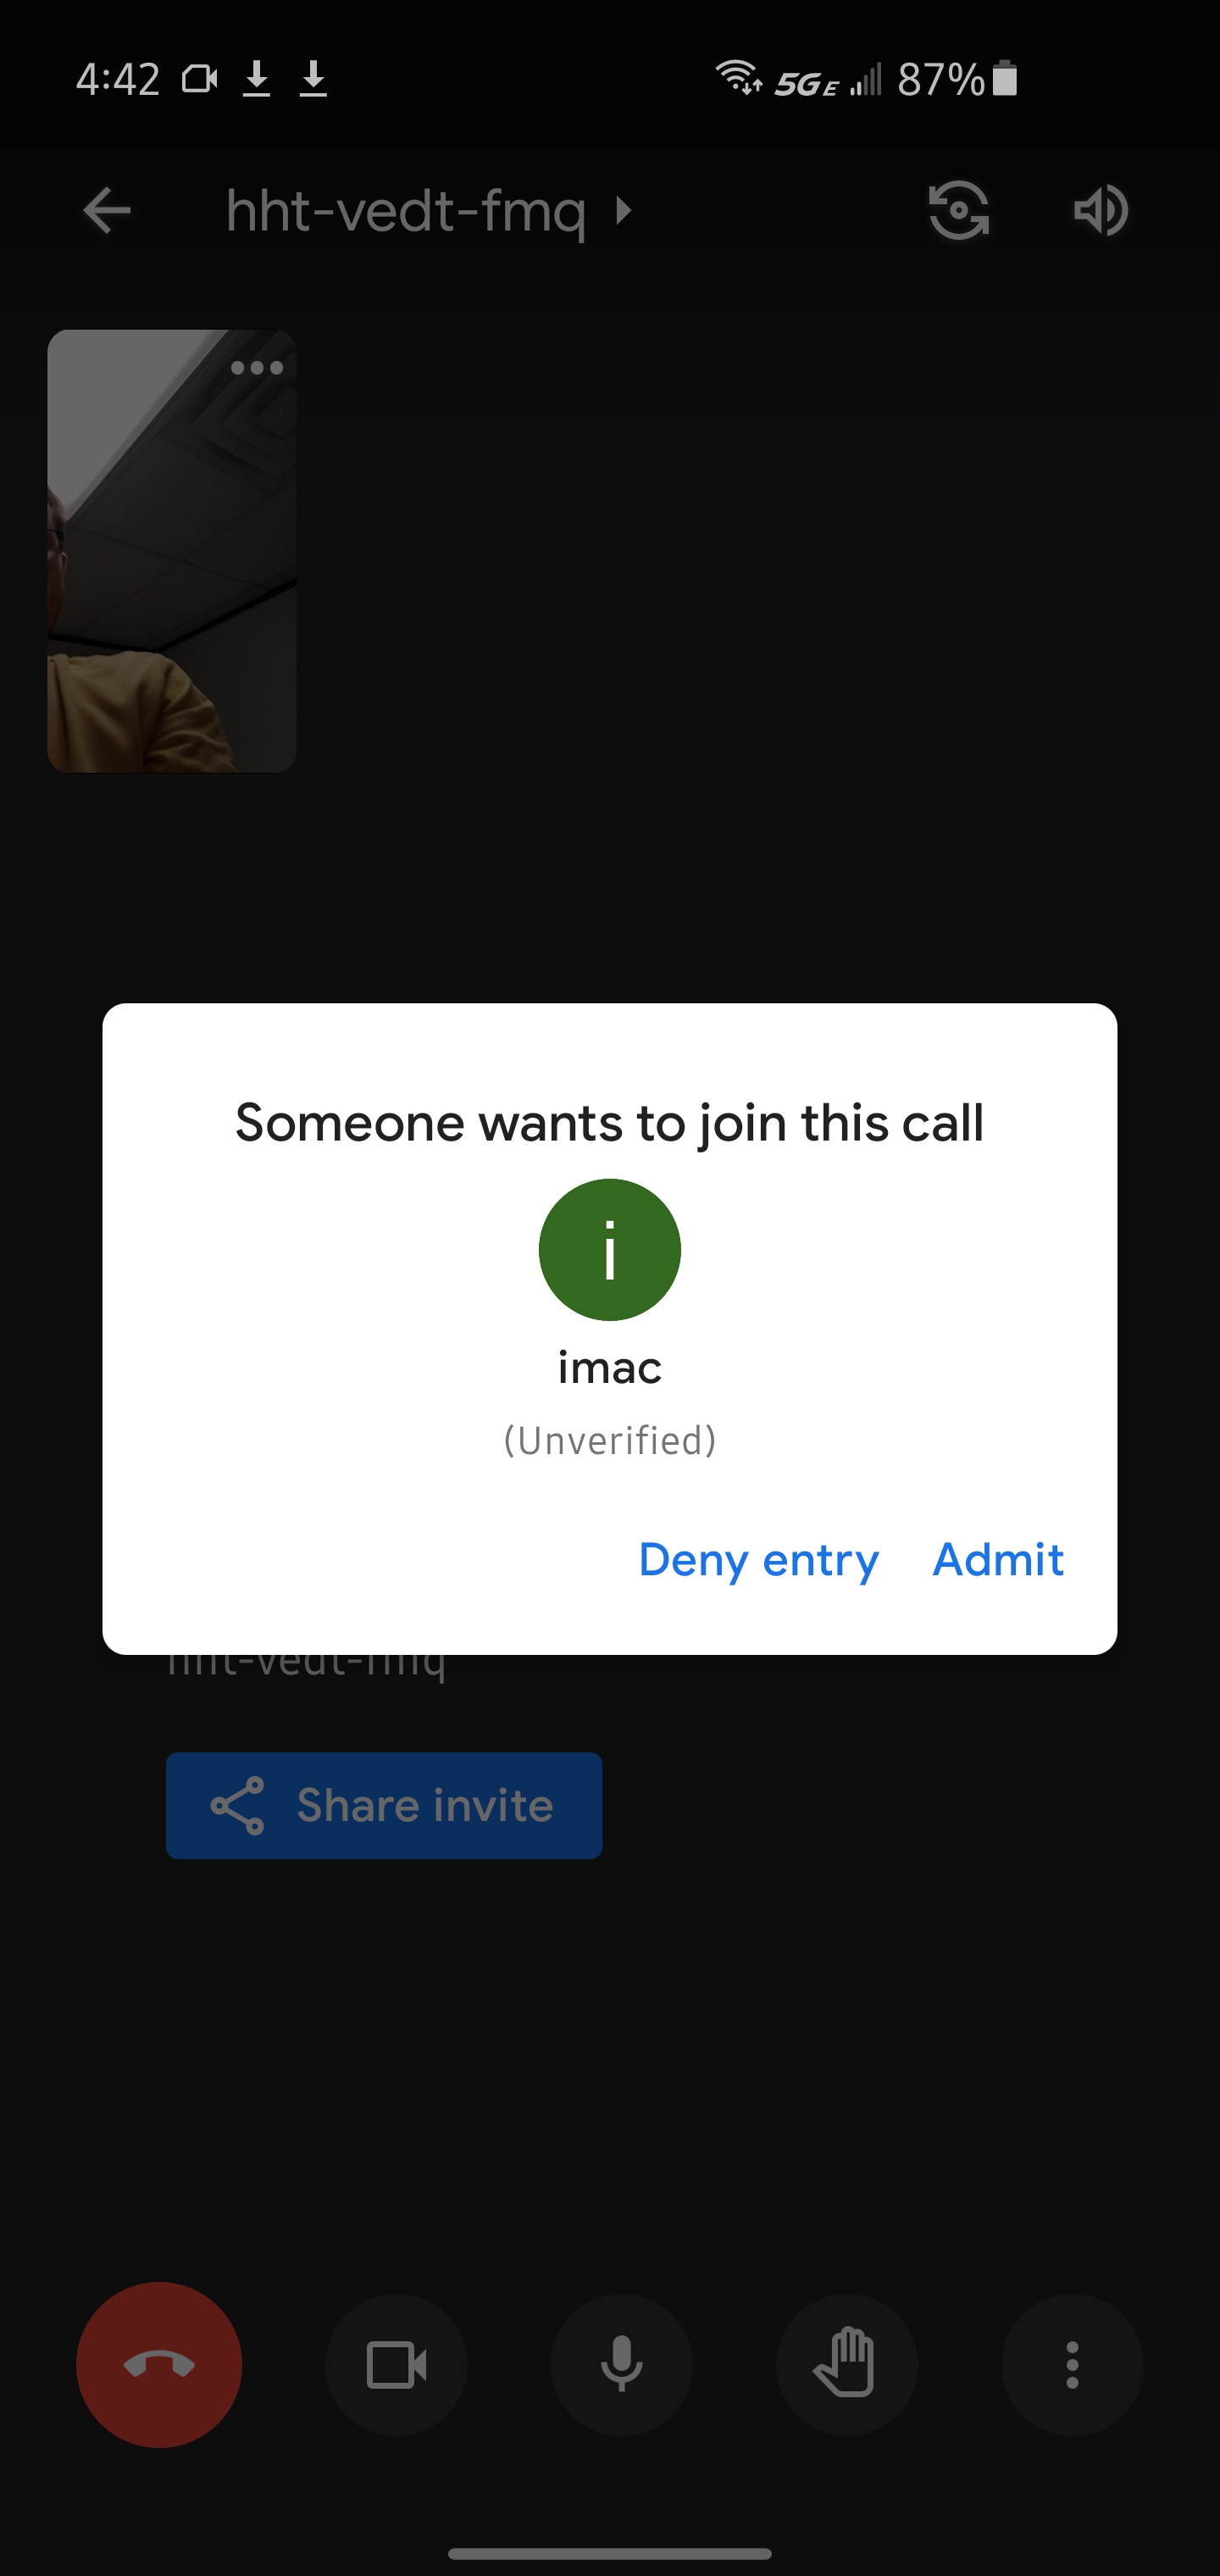 4:42 5GE 87%
hht-vedt-fmq
Someone wants to join this call
i
imac
(Unverified)
Deny entry Admit
hht-vedt-fmq
Share invite